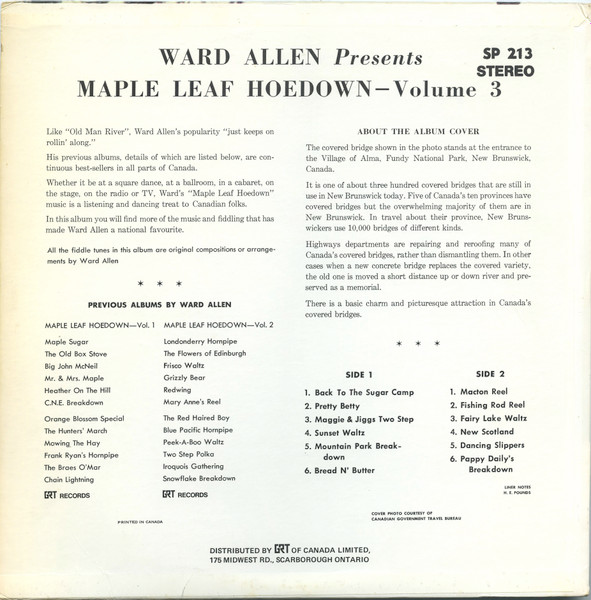 WARD ALLEN Presents
MAPLE LEAF HOEDOWN—Volume 3
SP 213
STEREO
Like "Old Man River", Ward Allen's popularity "just keeps on
rollin' along."
His previous albums, details of which are listed below, are con-
tinuous best-sellers in all parts of Canada.
Whether it be at a square dance, at a ballroom, in a cabaret, on
the stage, on the radio or TV, Ward's "Maple Leaf Hoedown"
music is a listening and dancing treat to Canadian folks.
In this album you will find more of the music and fiddling that has
made Ward Allen a national favourite.
All the fiddle tunes in this album are original compositions or arrange-
ments by Ward Allen
* * *
PREVIOUS ALBUMS BY WARD ALLEN
MAPLE LEAF HOEDOWN—Vol. 1
Maple Sugar
The Old Box Stove
Big John McNeil
Mr. & Mrs. Maple
Heather On The Hill
C.N.E. Breakdown
Orange Blossom Special
The Hunters' March
Mowing The Hay
Frank Ryan's Hornpipe
The Braes O'Mar
Chain Lightning
GRT RECORDS
MAPLE LEAF HOEDOWN—Vol. 2
Londonderry Hornpipe
The Flowers of Edinburgh
Frisco Waltz
Grizzly Bear
Redwing
Mary Anne's Reel
The Red Haired Boy
Blue Pacific Hornpipe
Peek-A-Boo Waltz
Two Step Polka
Iroquois Gathering
Snowflake Breakdown
GRT RECORDS
PRINTED IN CANADA
ABOUT THE ALBUM COVER
The covered bridge shown in the photo stands at the entrance to
the Village of Alma, Fundy National Park, New Brunswick,
Canada.
It is one of about three hundred covered bridges that are still in
use in New Brunswick today. Five of Canada's ten provinces have
covered bridges but the overwhelming majority of them are in
New Brunswick. In travel about their province, New Bruns-
wickers use 10,000 bridges of different kinds.
Highways departments are repairing and reroofing many of
Canada's covered bridges, rather than dismantling them. In other
cases when a new concrete bridge replaces the covered variety,
the old one is moved a short distance up or down river and pre-
served as a memorial.
There is a basic charm and picturesque attraction in Canada's
covered bridges.
* * *
SIDE 1
1. Back To The Sugar Camp
2. Pretty Betty
3. Maggie & Jiggs Two Step
4. Sunset Waltz
5. Mountain Park Break-
down
6. Bread N' Butter
SIDE 2
1. Macton Reel
2. Fishing Rod Reel
3. Fairy Lake Waltz
4. New Scotland
5. Dancing Slippers
6. Pappy Daily's
Breakdown
LINER NOTES
H. E. POUNDS
COVER PHOTO COURTESY OF
CANADIAN GOVERNMENT TRAVEL BUREAU
DISTRIBUTED BY GRT OF CANADA LIMITED,
175 MIDWEST RD., SCARBOROUGH ONTARIO